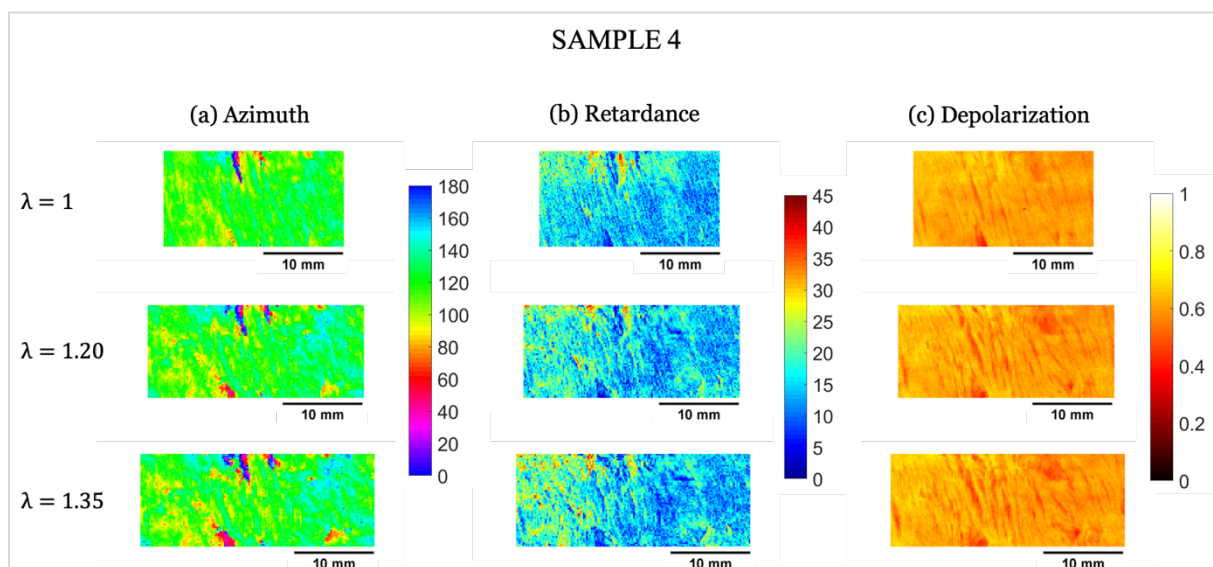 SAMPLE 4
(a) Azimuth
(b) Retardance
(c) Depolarization
λ = 1
10 mm
10 mm
10 mm
λ = 1.20
10 mm
10 mm
10 mm
λ = 1.35
10 mm
10 mm
10 mm
180
160
140
120
100
80
60
40
20
0
45
40
35
30
25
20
15
10
5
0
1
0.8
0.6
0.4
0.2
0